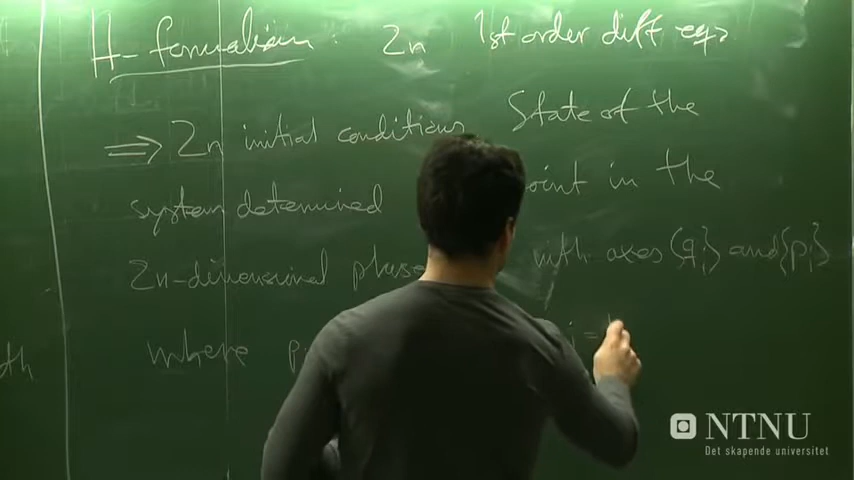 H-formalism: 2n 1st order diff eqs
⇒ 2n initial conditions State of the
system determined point in the
2n-dimensional phase with axes {qi} and {pi}
where
th
NTNU
Det skapende universitet